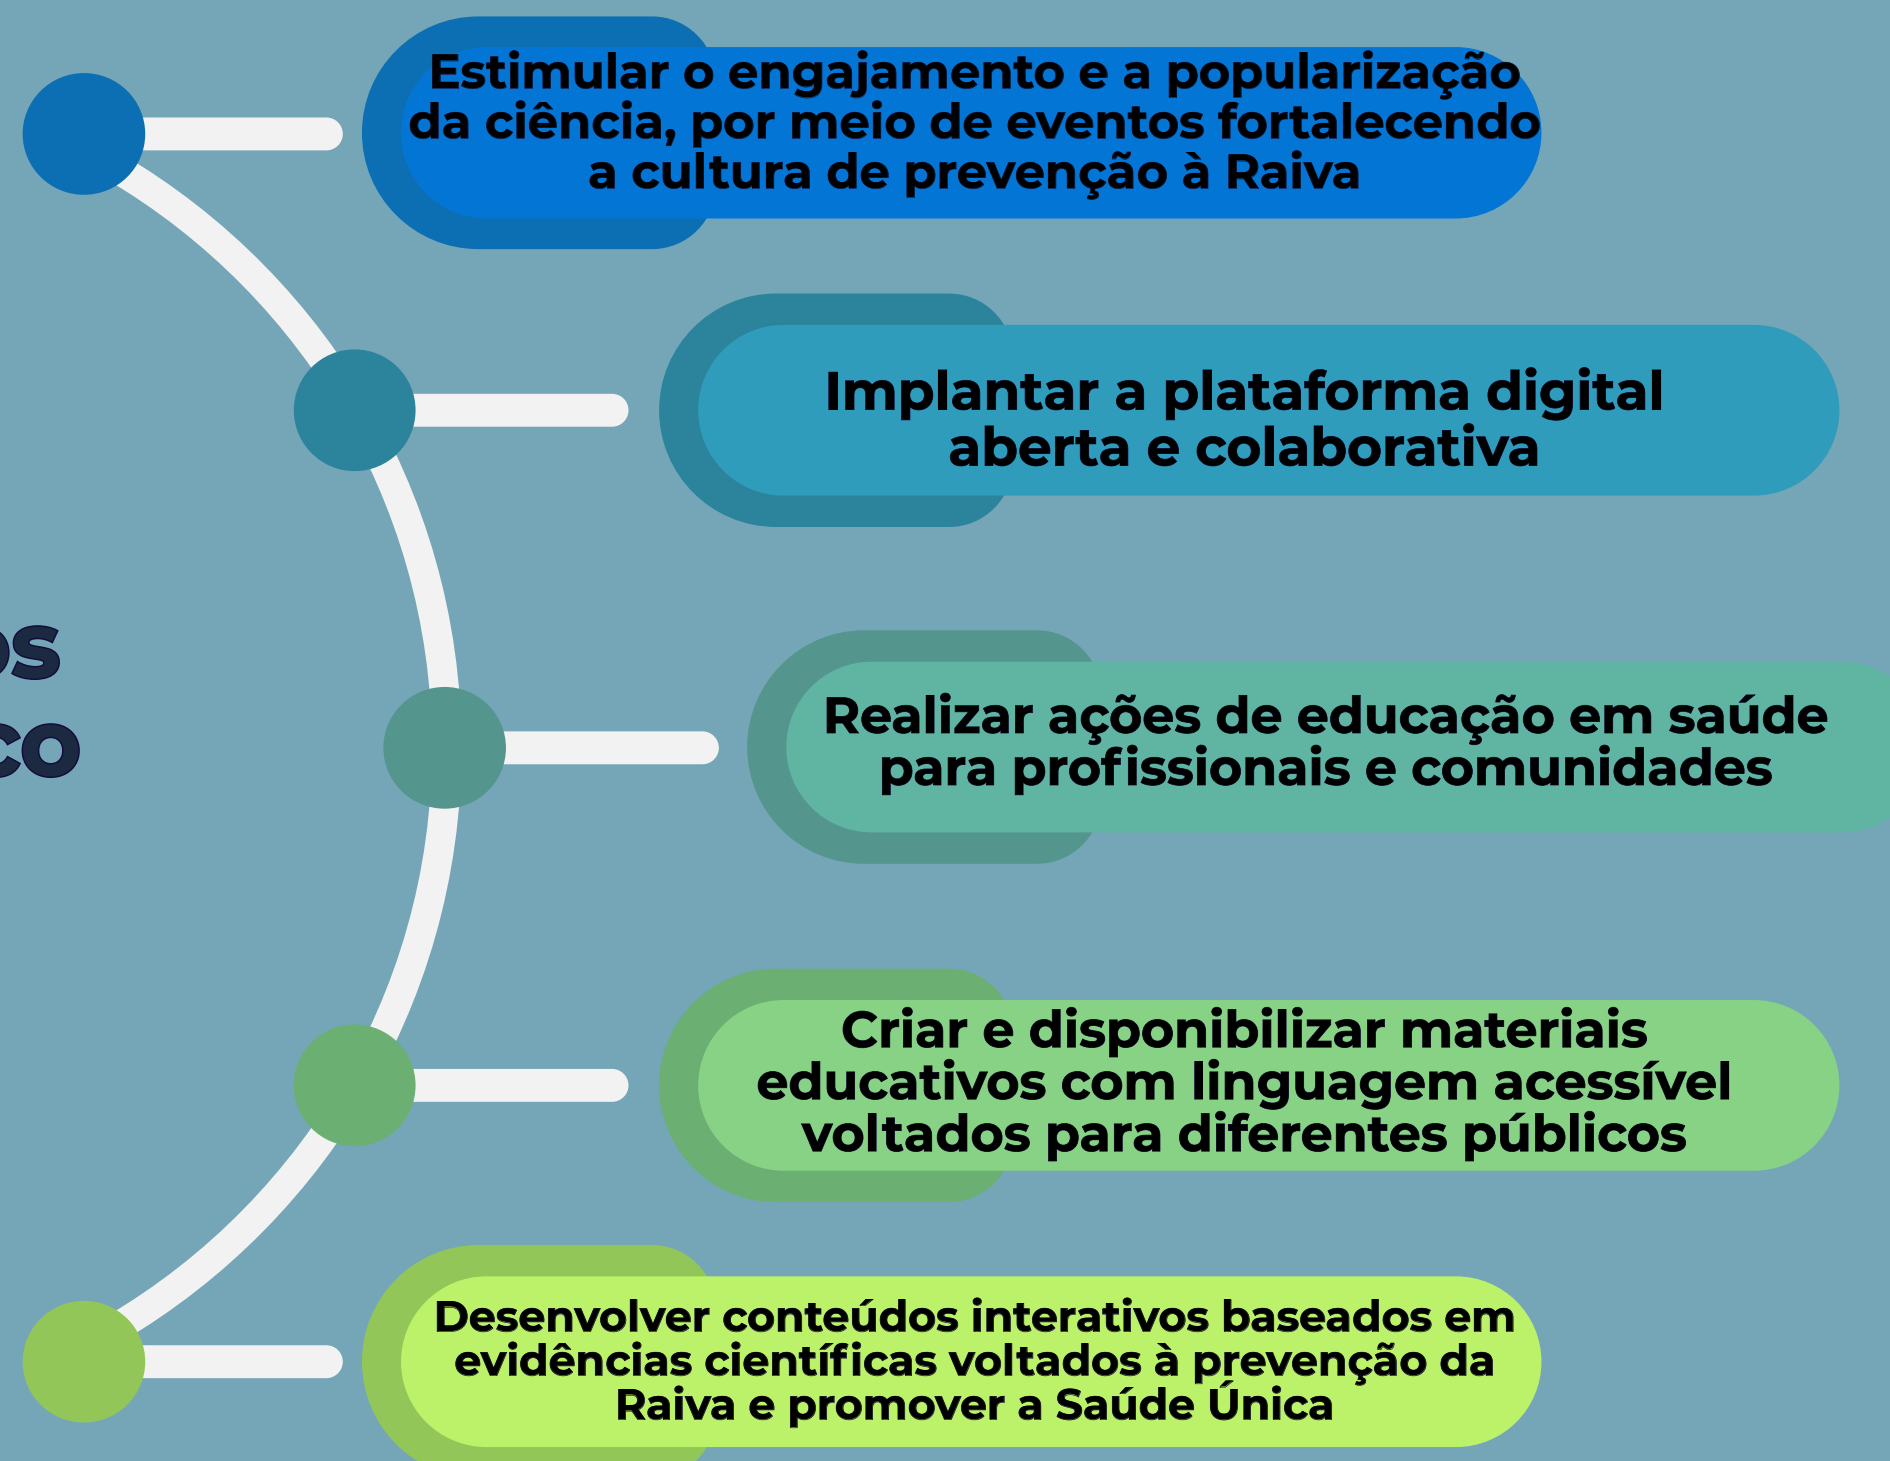 Estimular o engajamento e a popularização
da ciência, por meio de eventos fortalecendo
a cultura de prevenção à Raiva
Implantar a plataforma digital
aberta e colaborativa
Realizar ações de educação em saúde
para profissionais e comunidades
Criar e disponibilizar materiais
educativos com linguagem acessível
voltados para diferentes públicos
Desenvolver conteúdos interativos baseados em
evidências científicas voltados à prevenção da
Raiva e promover a Saúde Única